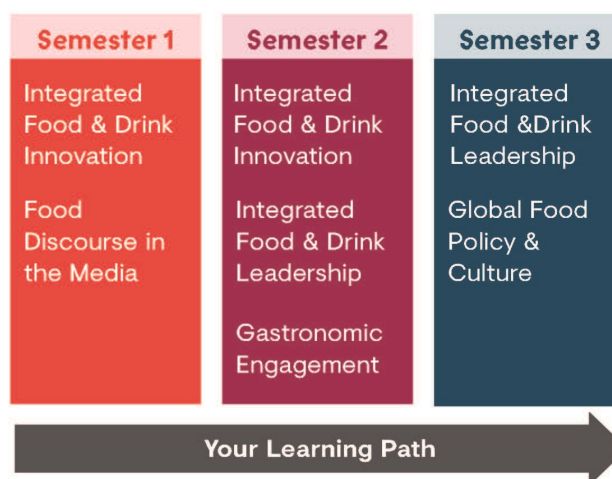 Semester 1
Integrated
Food & Drink
Innovation
Food
Discourse in
the Media
Semester 2
Integrated
Food & Drink
Innovation
Integrated
Food & Drink
Leadership
Gastronomic
Engagement
Semester 3
Integrated
Food &Drink
Leadership
Global Food
Policy &
Culture
Your Learning Path